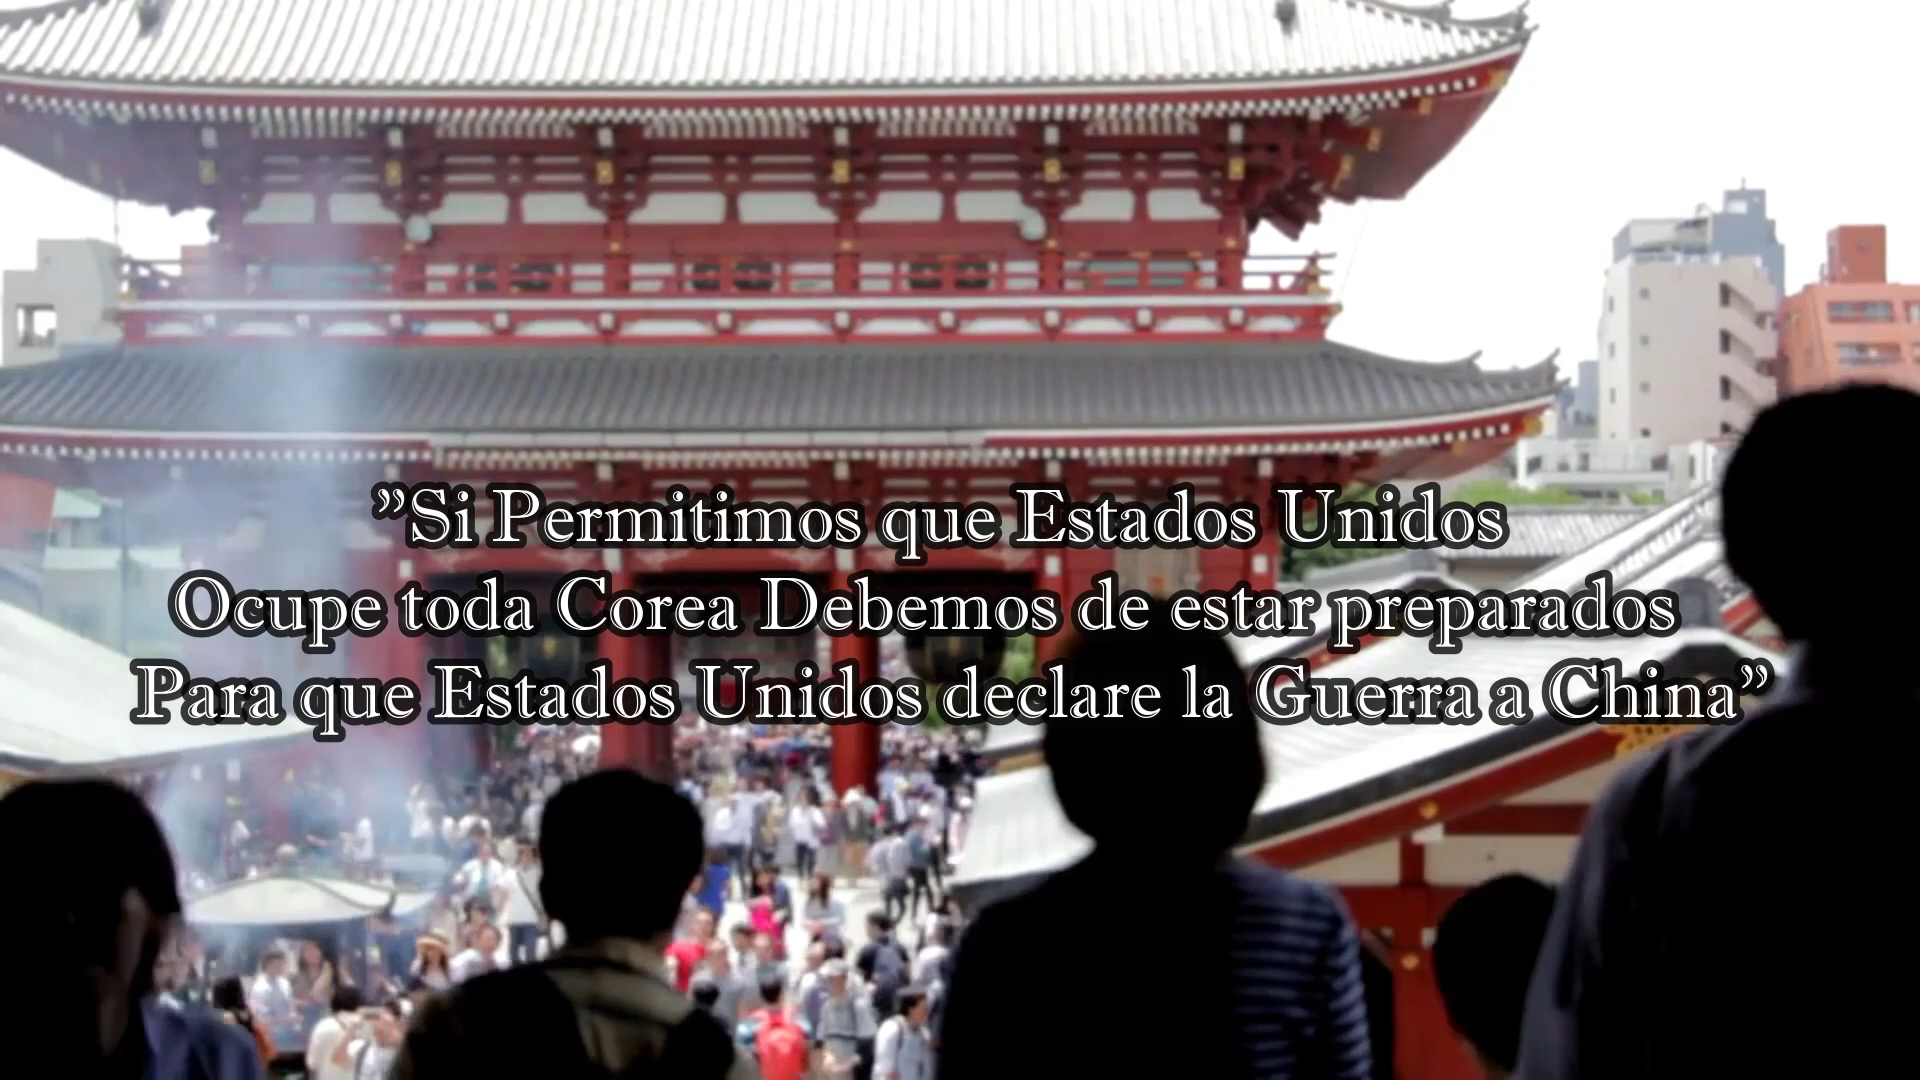 ”Si Permitimos que Estados Unidos
Ocupe toda Corea Debemos de estar preparados
Para que Estados Unidos declare la Guerra a China”